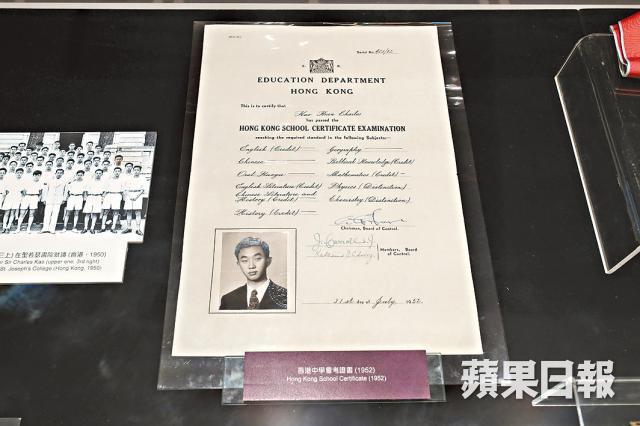 Serial No.
EDUCATION DEPARTMENT
HONG KONG
This is to certify that
Kao Kuen Charles
has passed the
HONG KONG SCHOOL CERTIFICATE EXAMINATION
reaching the required standard in the following Subjects:-
English (Credit) Geography
Chinese Biblical Knowledge (Credit)
Oral Mathematics (Credit)
English Literature (Credit) Physics (Distinction)
Chinese Literature and
History (Credit) Chemistry (Distinction)
History (Credit)
Chairman, Board of Control.
Members, Board
of Control.
31st July, 1952.
三上) 在聖若瑟書院就讀 (香港,1950)
Sir Charles Kao (upper one, 3rd right)
St. Joseph's College (Hong Kong, 1950)
香港中學會考證書 (1952)
Hong Kong School Certificate (1952)
蘋果日報